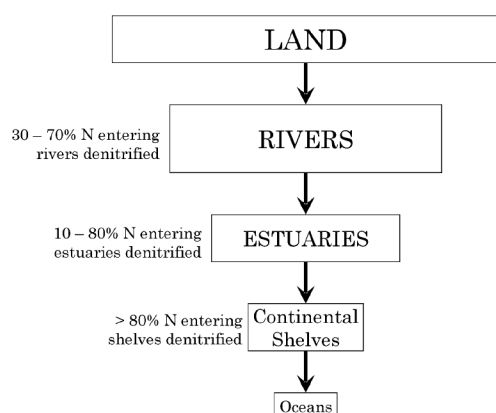 LAND
30 – 70% N entering
rivers denitrified
RIVERS
10 – 80% N entering
estuaries denitrified
ESTUARIES
> 80% N entering
shelves denitrified
Continental
Shelves
Oceans